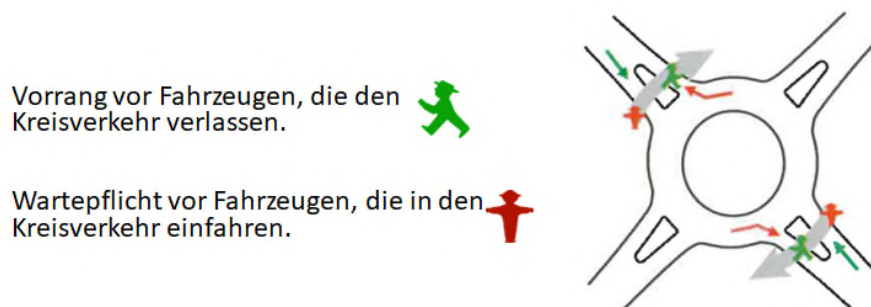 Vorrang vor Fahrzeugen, die den
Kreisverkehr verlassen.
Wartepflicht vor Fahrzeugen, die in den
Kreisverkehr einfahren.